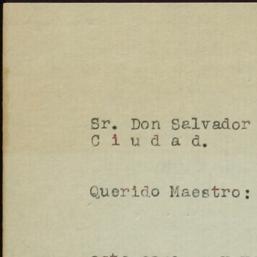 Sr. Don Salvador
C i u d a d.
Querido Maestro: